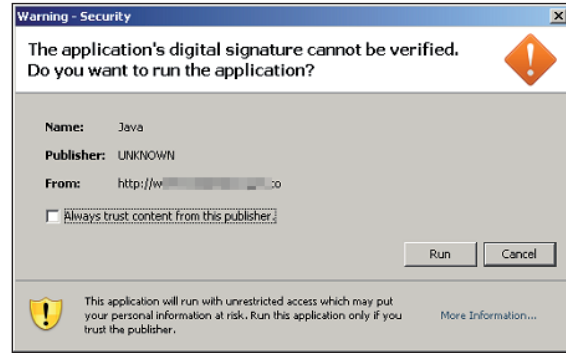 Warning - Security
The application's digital signature cannot be verified.
Do you want to run the application?
Name: Java
Publisher: UNKNOWN
From: http://w
Always trust content from this publisher.
Run Cancel
This application will run with unrestricted access which may put
your personal information at risk. Run this application only if you
trust the publisher.
More Information...